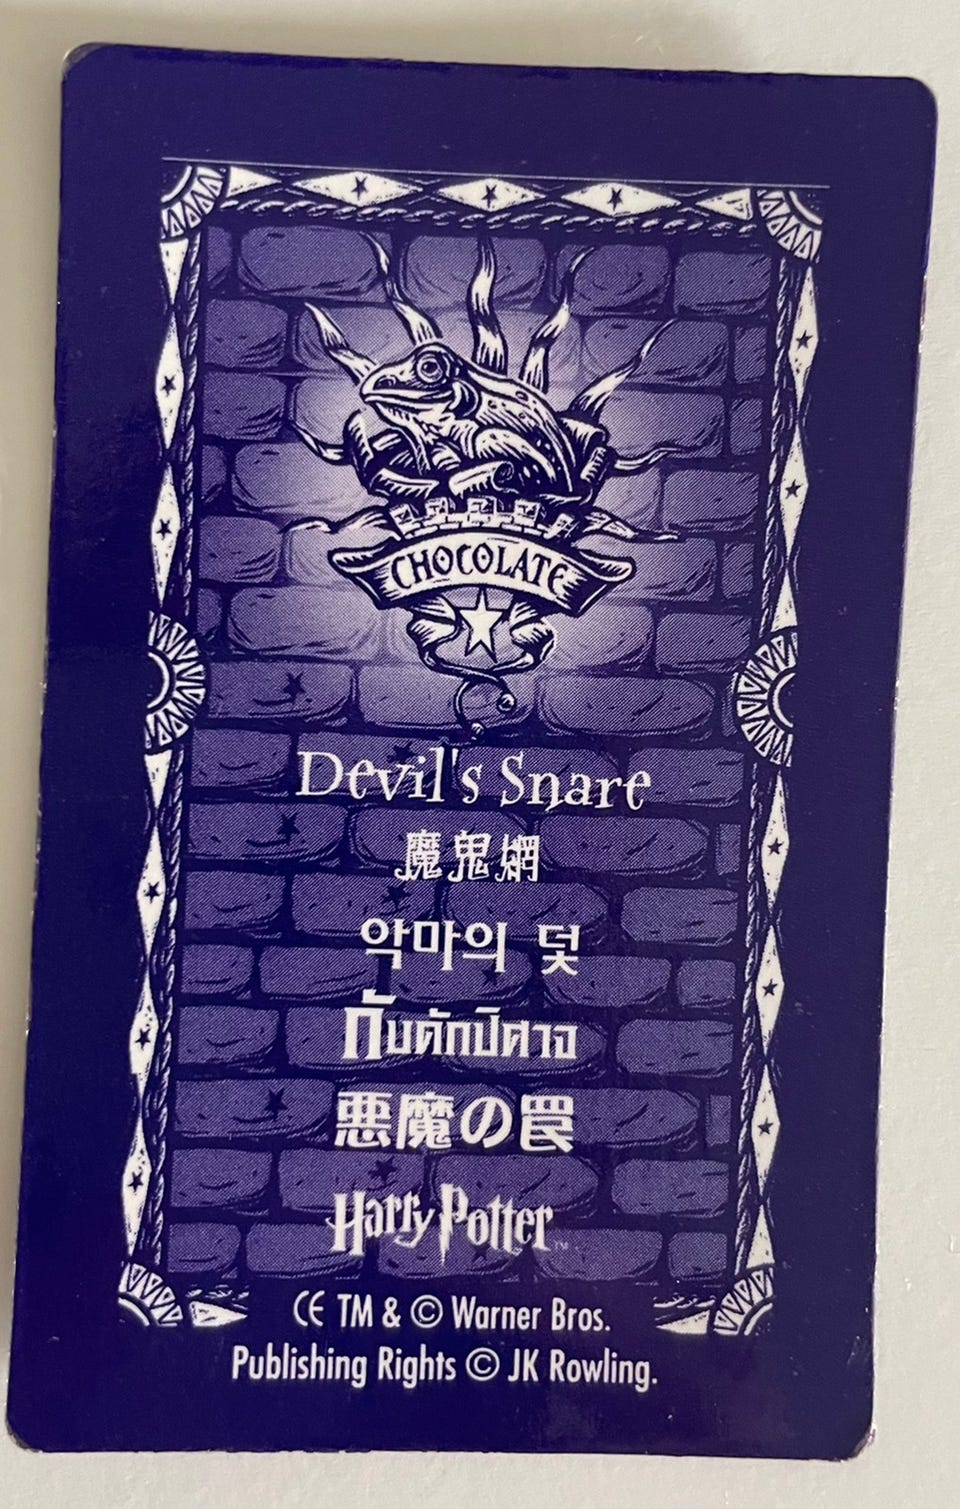 CHOCOLATE
Devil's Snare
魔鬼網
악마의 덫
กับดักปีศาจ
悪魔の罠
Harry Potter™
CE TM & © Warner Bros.
Publishing Rights © JK Rowling.